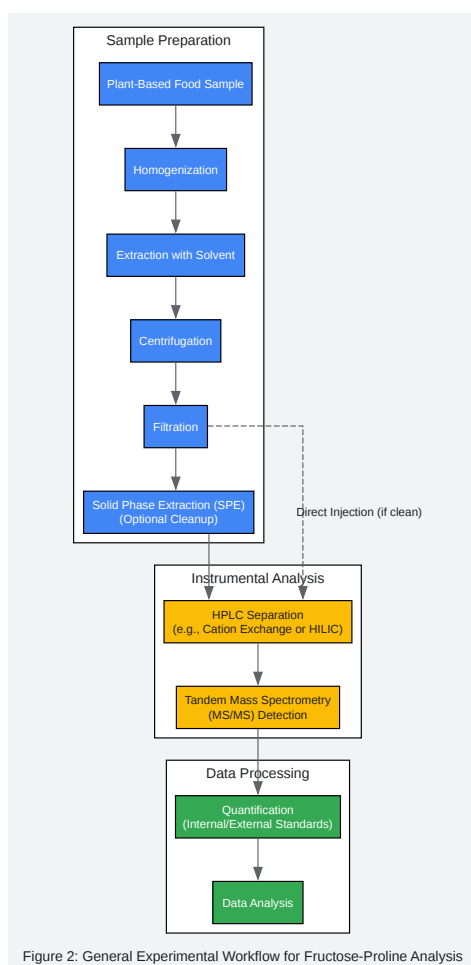 Sample Preparation
Plant-Based Food Sample
Homogenization
Extraction with Solvent
Centrifugation
Filtration
Solid Phase Extraction (SPE)
(Optional Cleanup)
Direct Injection (if clean)
Instrumental Analysis
HPLC Separation
(e.g., Cation Exchange or HILIC)
Tandem Mass Spectrometry
(MS/MS) Detection
Data Processing
Quantification
(Internal/External Standards)
Data Analysis
Figure 2: General Experimental Workflow for Fructose-Proline Analysis